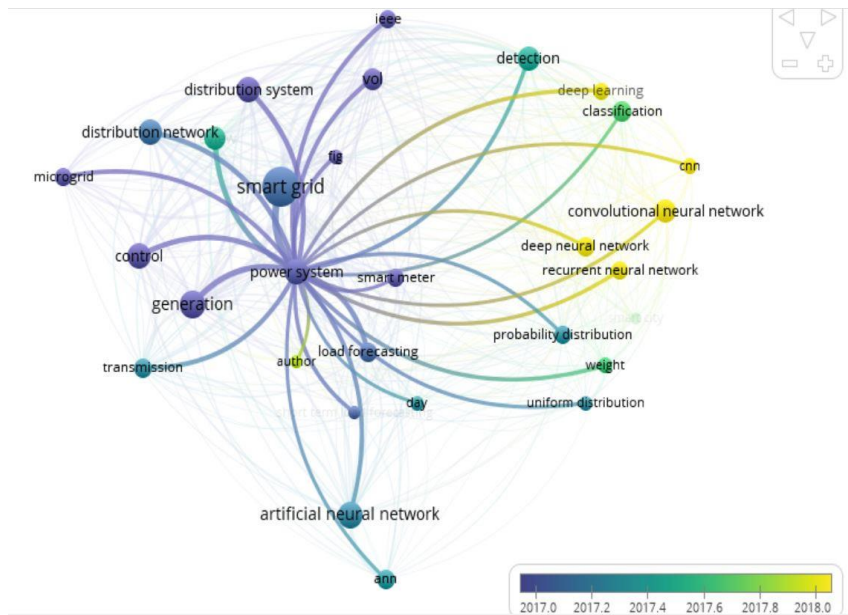 ieee
detection
vol
distribution system
deep learning
classification
distribution network
fig
cnn
microgrid
smart grid
convolutional neural network
deep neural network
control
power system
smart meter
recurrent neural network
generation
probability distribution
load forecasting
author
transmission
weight
day
uniform distribution
artificial neural network
ann
2017.0 2017.2 2017.4 2017.6 2017.8 2018.0